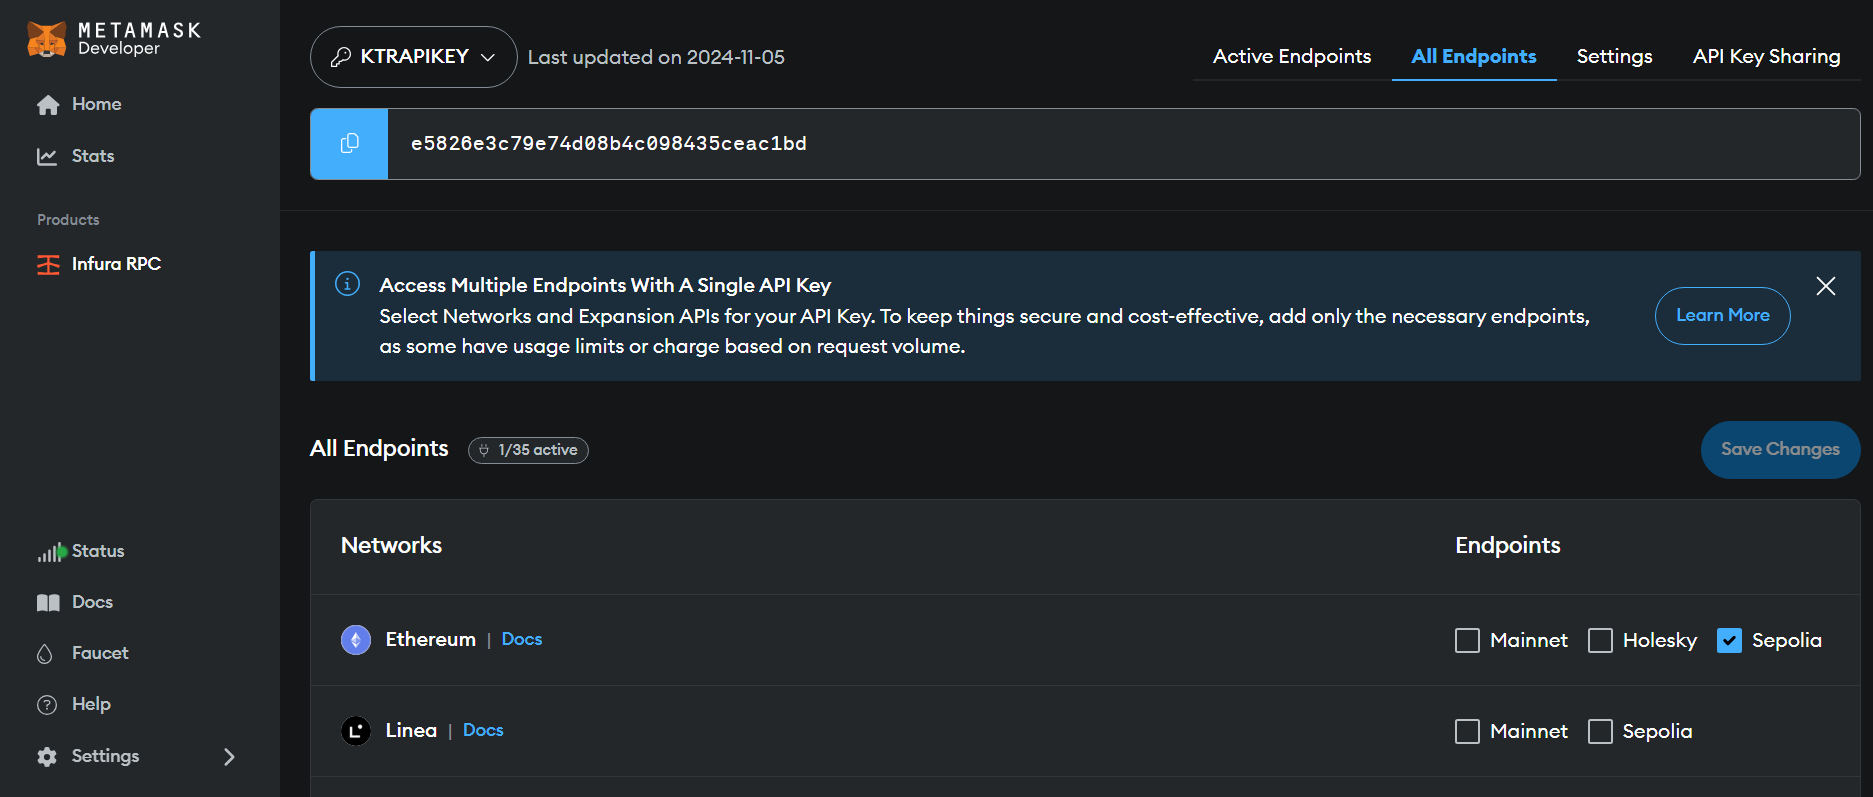 METAMASK
Developer
Home
Stats
Products
Infura RPC
Status
Docs
Faucet
Help
Settings
KTRAPIKEY
Last updated on 2024-11-05
Active Endpoints
All Endpoints
Settings
API Key Sharing
e5826e3c79e74d08b4c098435ceac1bd
Access Multiple Endpoints With A Single API Key
Select Networks and Expansion APIs for your API Key. To keep things secure and cost-effective, add only the necessary endpoints,
as some have usage limits or charge based on request volume.
Learn More
All Endpoints
1/35 active
Save Changes
Networks
Endpoints
Ethereum | Docs
Mainnet
Holesky
Sepolia
Linea | Docs
Mainnet
Sepolia